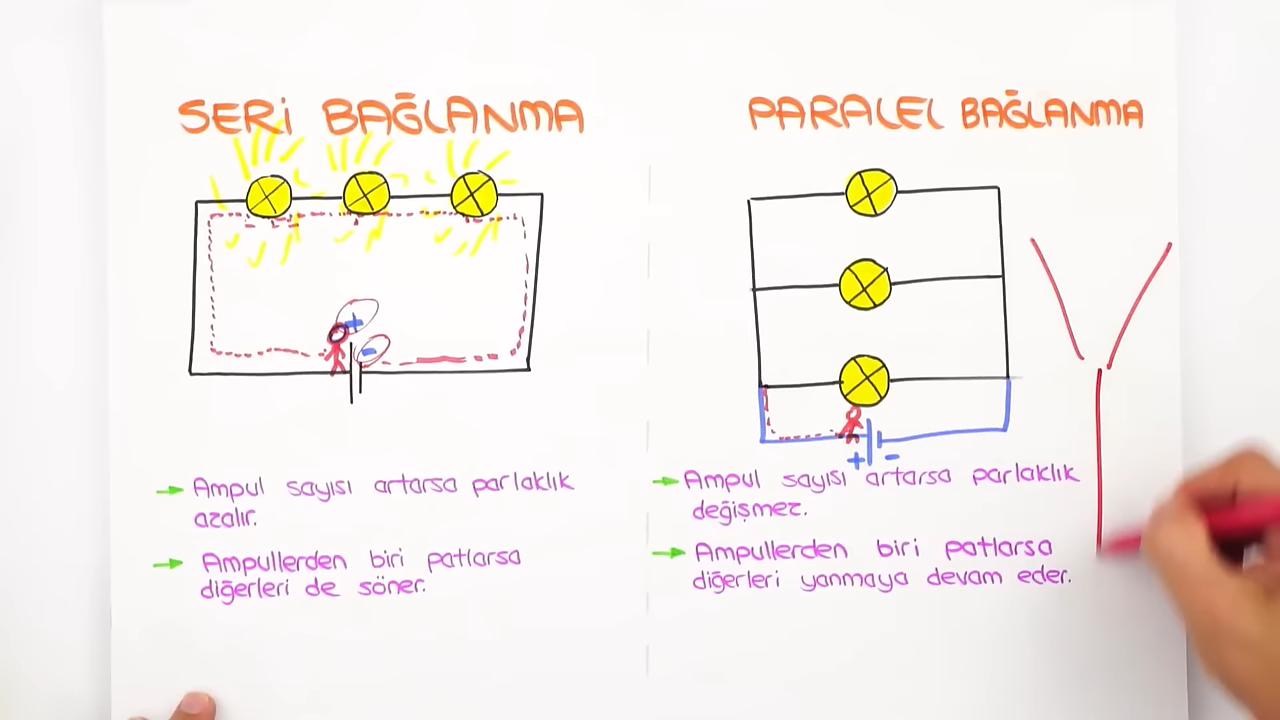 SERİ BAĞLANMA
+
-
→ Ampul sayısı artarsa parlaklık
azalır.
→ Ampullerden biri patlarsa
diğerleri de söner.
PARALEL BAĞLANMA
+ -
→ Ampul sayısı artarsa parlaklık
değişmez.
→ Ampullerden biri patlarsa
diğerleri yanmaya devam eder.